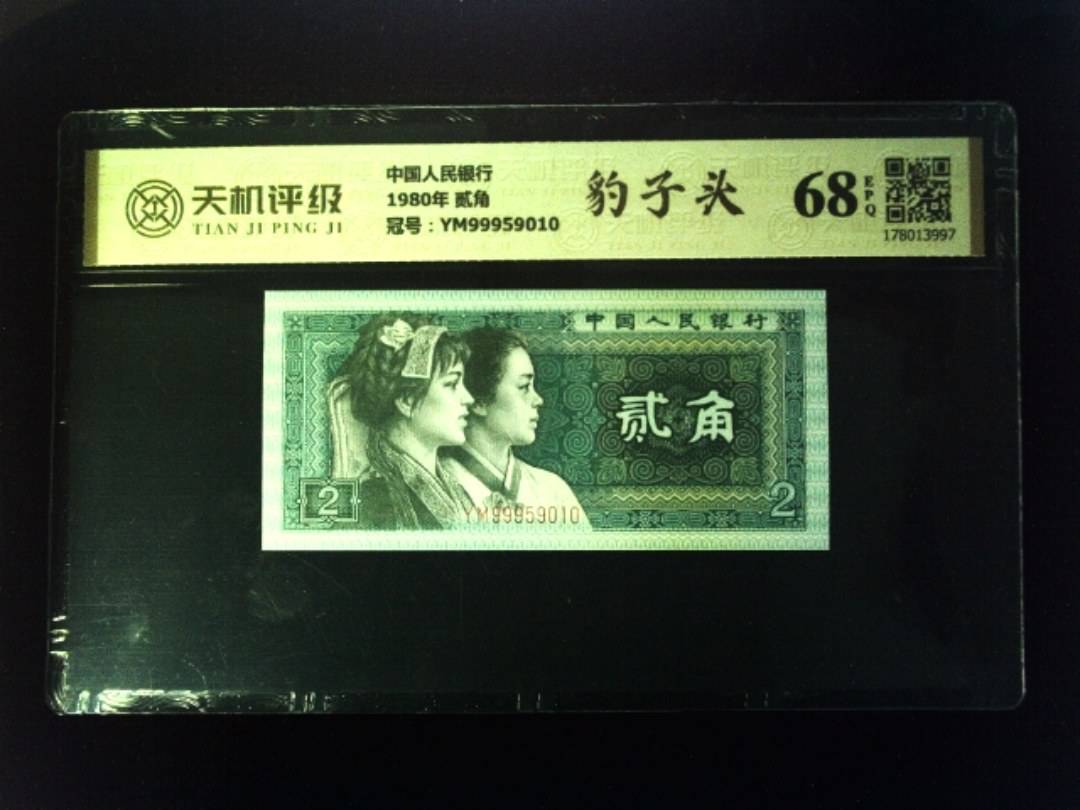 天机评级
TIAN JI PING JI
中国人民银行
1980年 贰角
冠号：YM99959010
豹子头
68
EPQ
178013997
中国人民银行
贰角
2
2
YM99959010